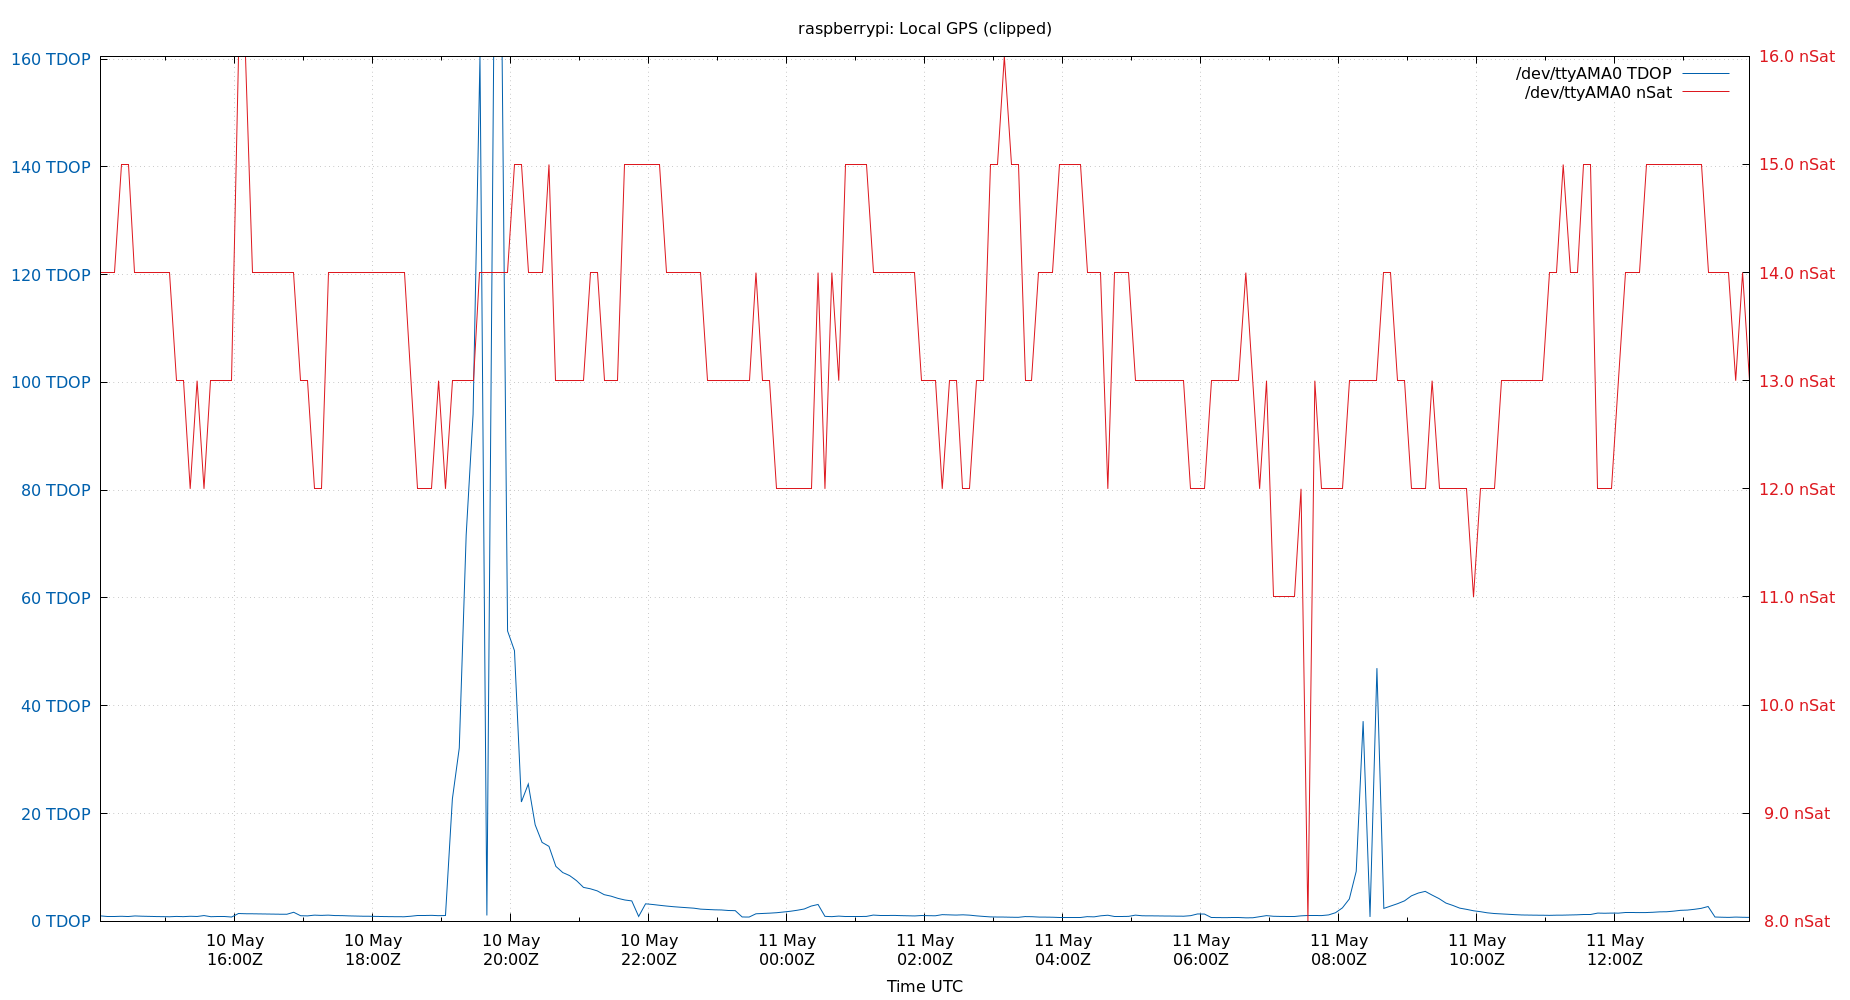 raspberrypi: Local GPS (clipped)
160 TDOP
140 TDOP
120 TDOP
100 TDOP
80 TDOP
60 TDOP
40 TDOP
20 TDOP
0 TDOP
/dev/ttyAMA0 TDOP
/dev/ttyAMA0 nSat
16.0 nSat
15.0 nSat
14.0 nSat
13.0 nSat
12.0 nSat
11.0 nSat
10.0 nSat
9.0 nSat
8.0 nSat
10 May 10 May 10 May 10 May 11 May 11 May 11 May 11 May 11 May 11 May 11 May
16:00Z 18:00Z 20:00Z 22:00Z 00:00Z 02:00Z 04:00Z 06:00Z 08:00Z 10:00Z 12:00Z
Time UTC